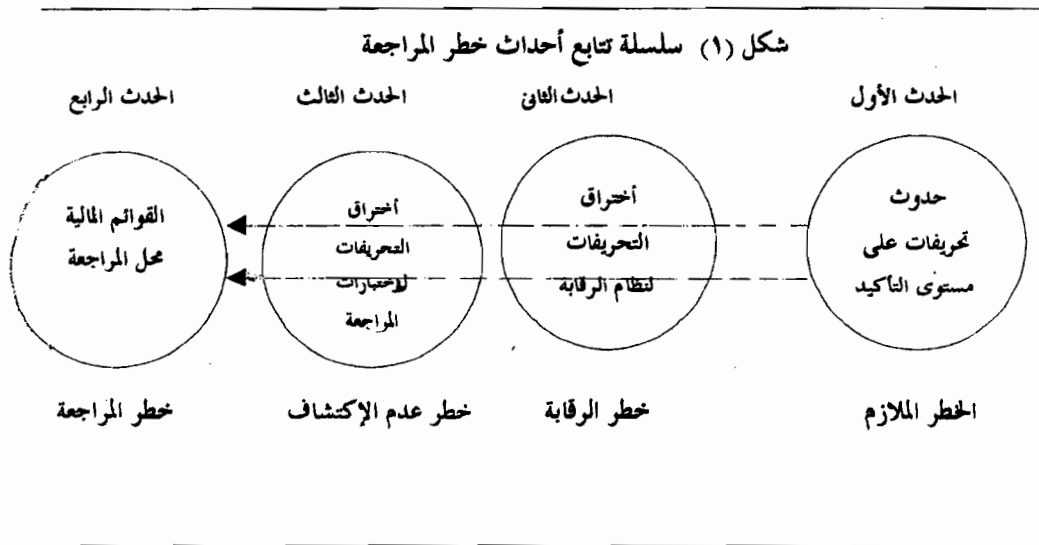 شكل (١) سلسلة تتابع أحداث خطر المراجعة
الحدث الأول
الحدث الثانى
الحدث الثالث
الحدث الرابع
حدوث
تحريفات على
مستوى التأكيد
أختراق
التحريفات
لنظام الرقابة
أختراق
التحريفات
لإختبارات
المراجعة
القوائم المالية
محل المراجعة
الخطر الملازم
خطر الرقابة
خطر عدم الإكتشاف
خطر المراجعة